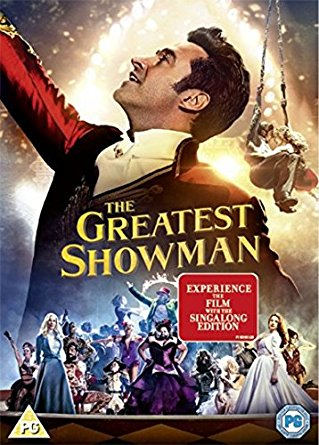 THE
GREATEST
SHOWMAN
EXPERIENCE
THE
FILM
WITH THE
SINGALONG
EDITION
PG
PG